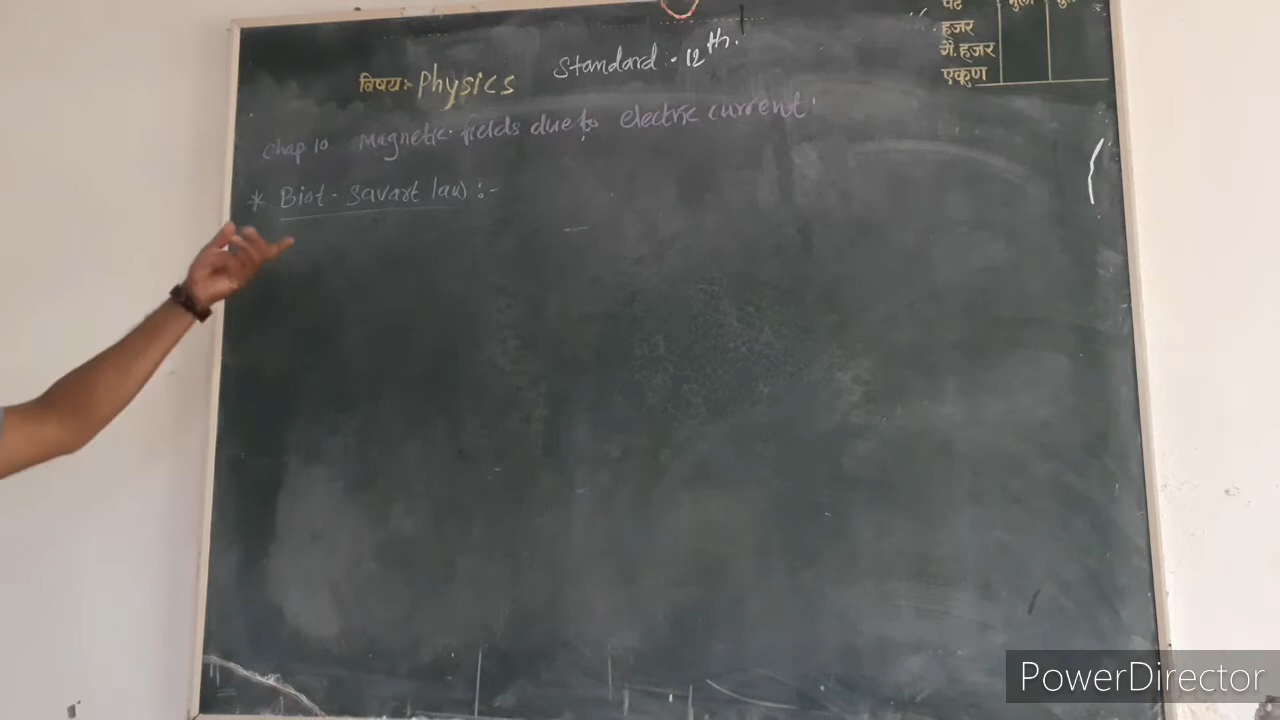 Standard :- 12th.
विषय:- Physics
हजर
गै. हजर
एकूण
Chap 10 Magnetic fields due to electric current.
* Biot - Savart law :-
PowerDirector